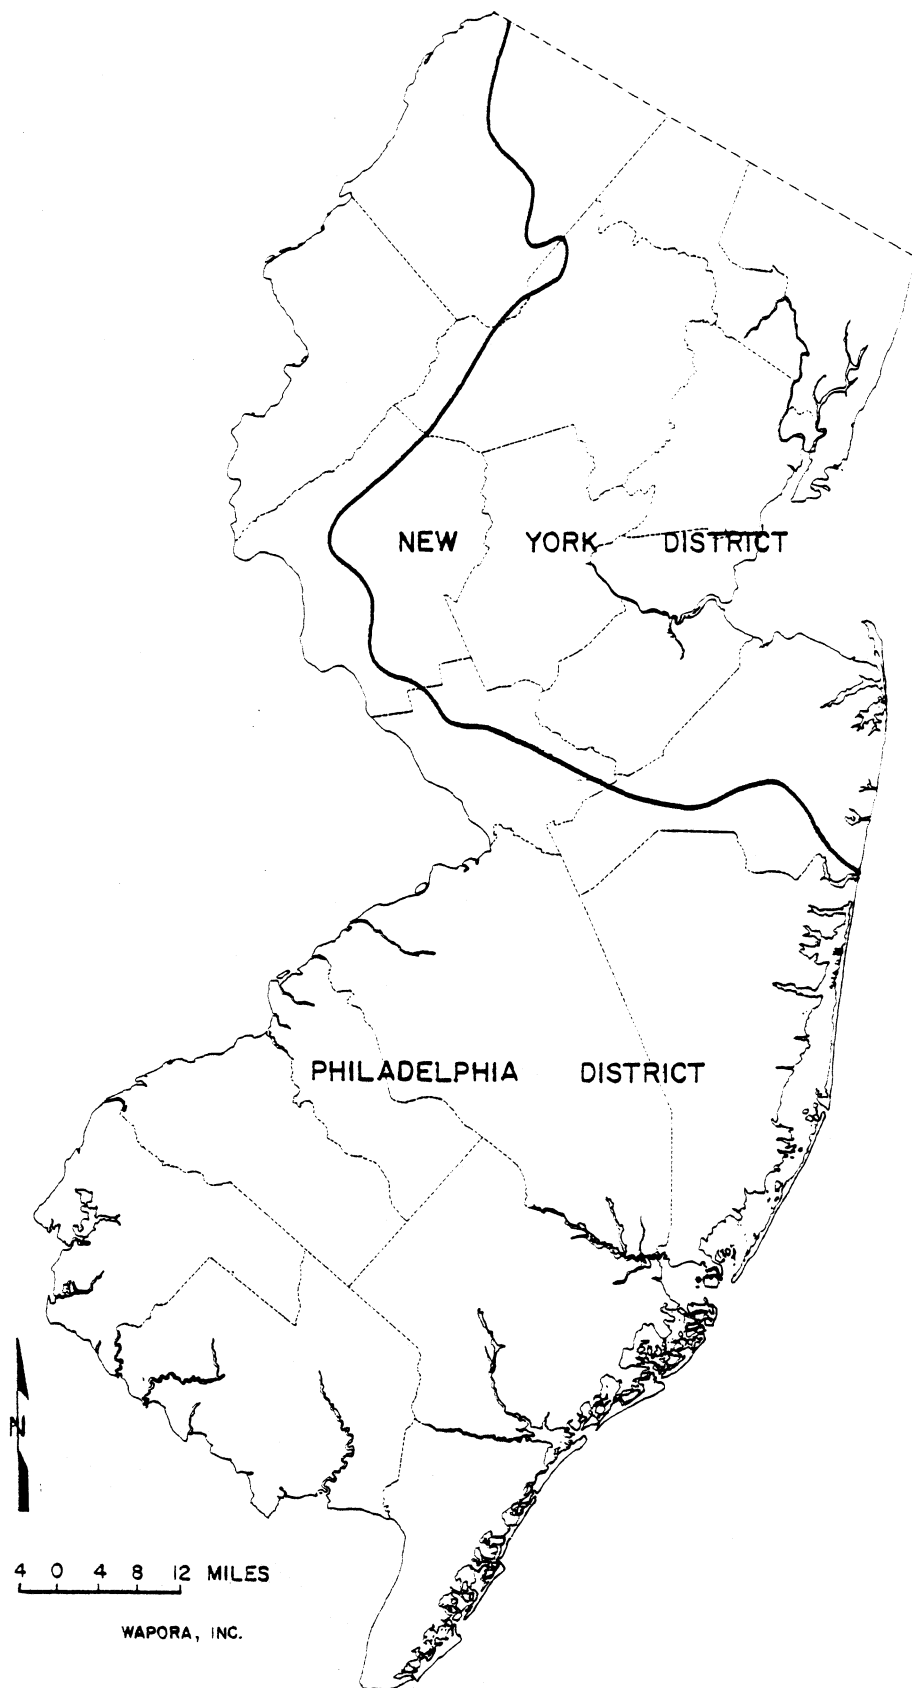 NEW YORK DISTRICT
PHILADELPHIA DISTRICT
N
4 0 4 8 12 MILES
WAPORA, INC.